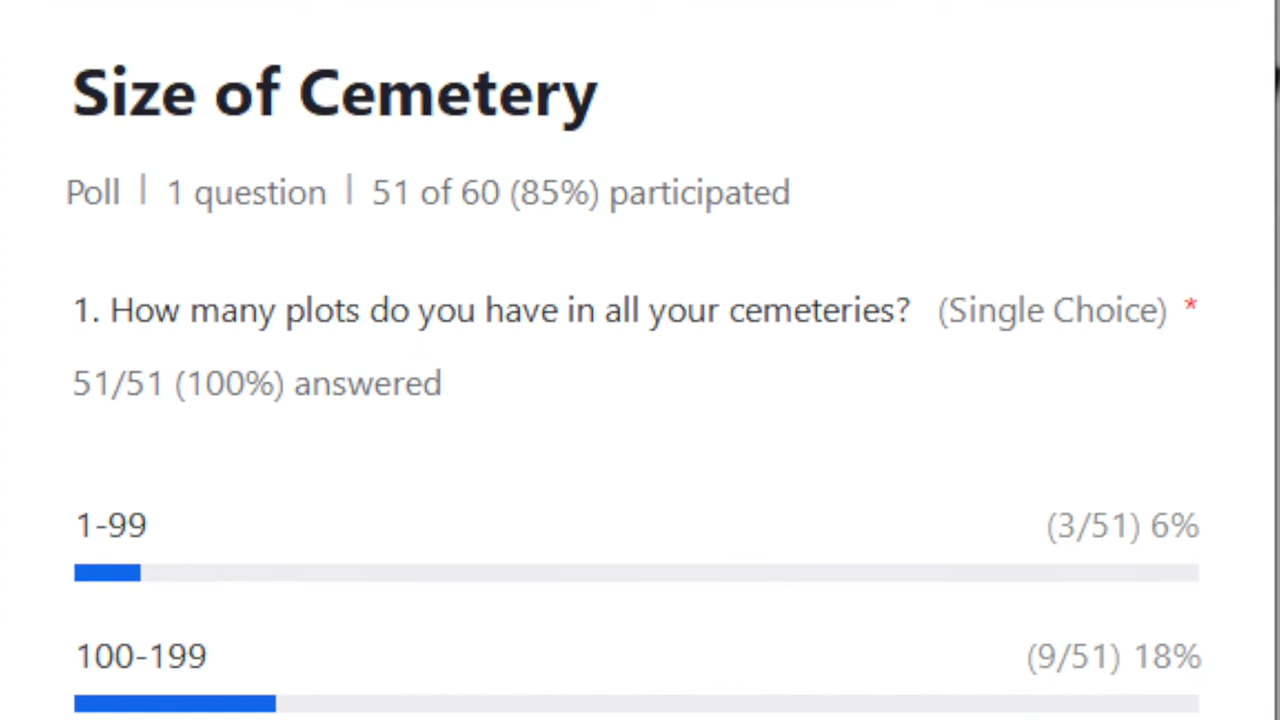 Size of Cemetery
Poll | 1 question | 51 of 60 (85%) participated
1. How many plots do you have in all your cemeteries? (Single Choice) *
51/51 (100%) answered
1-99 (3/51) 6%
100-199 (9/51) 18%